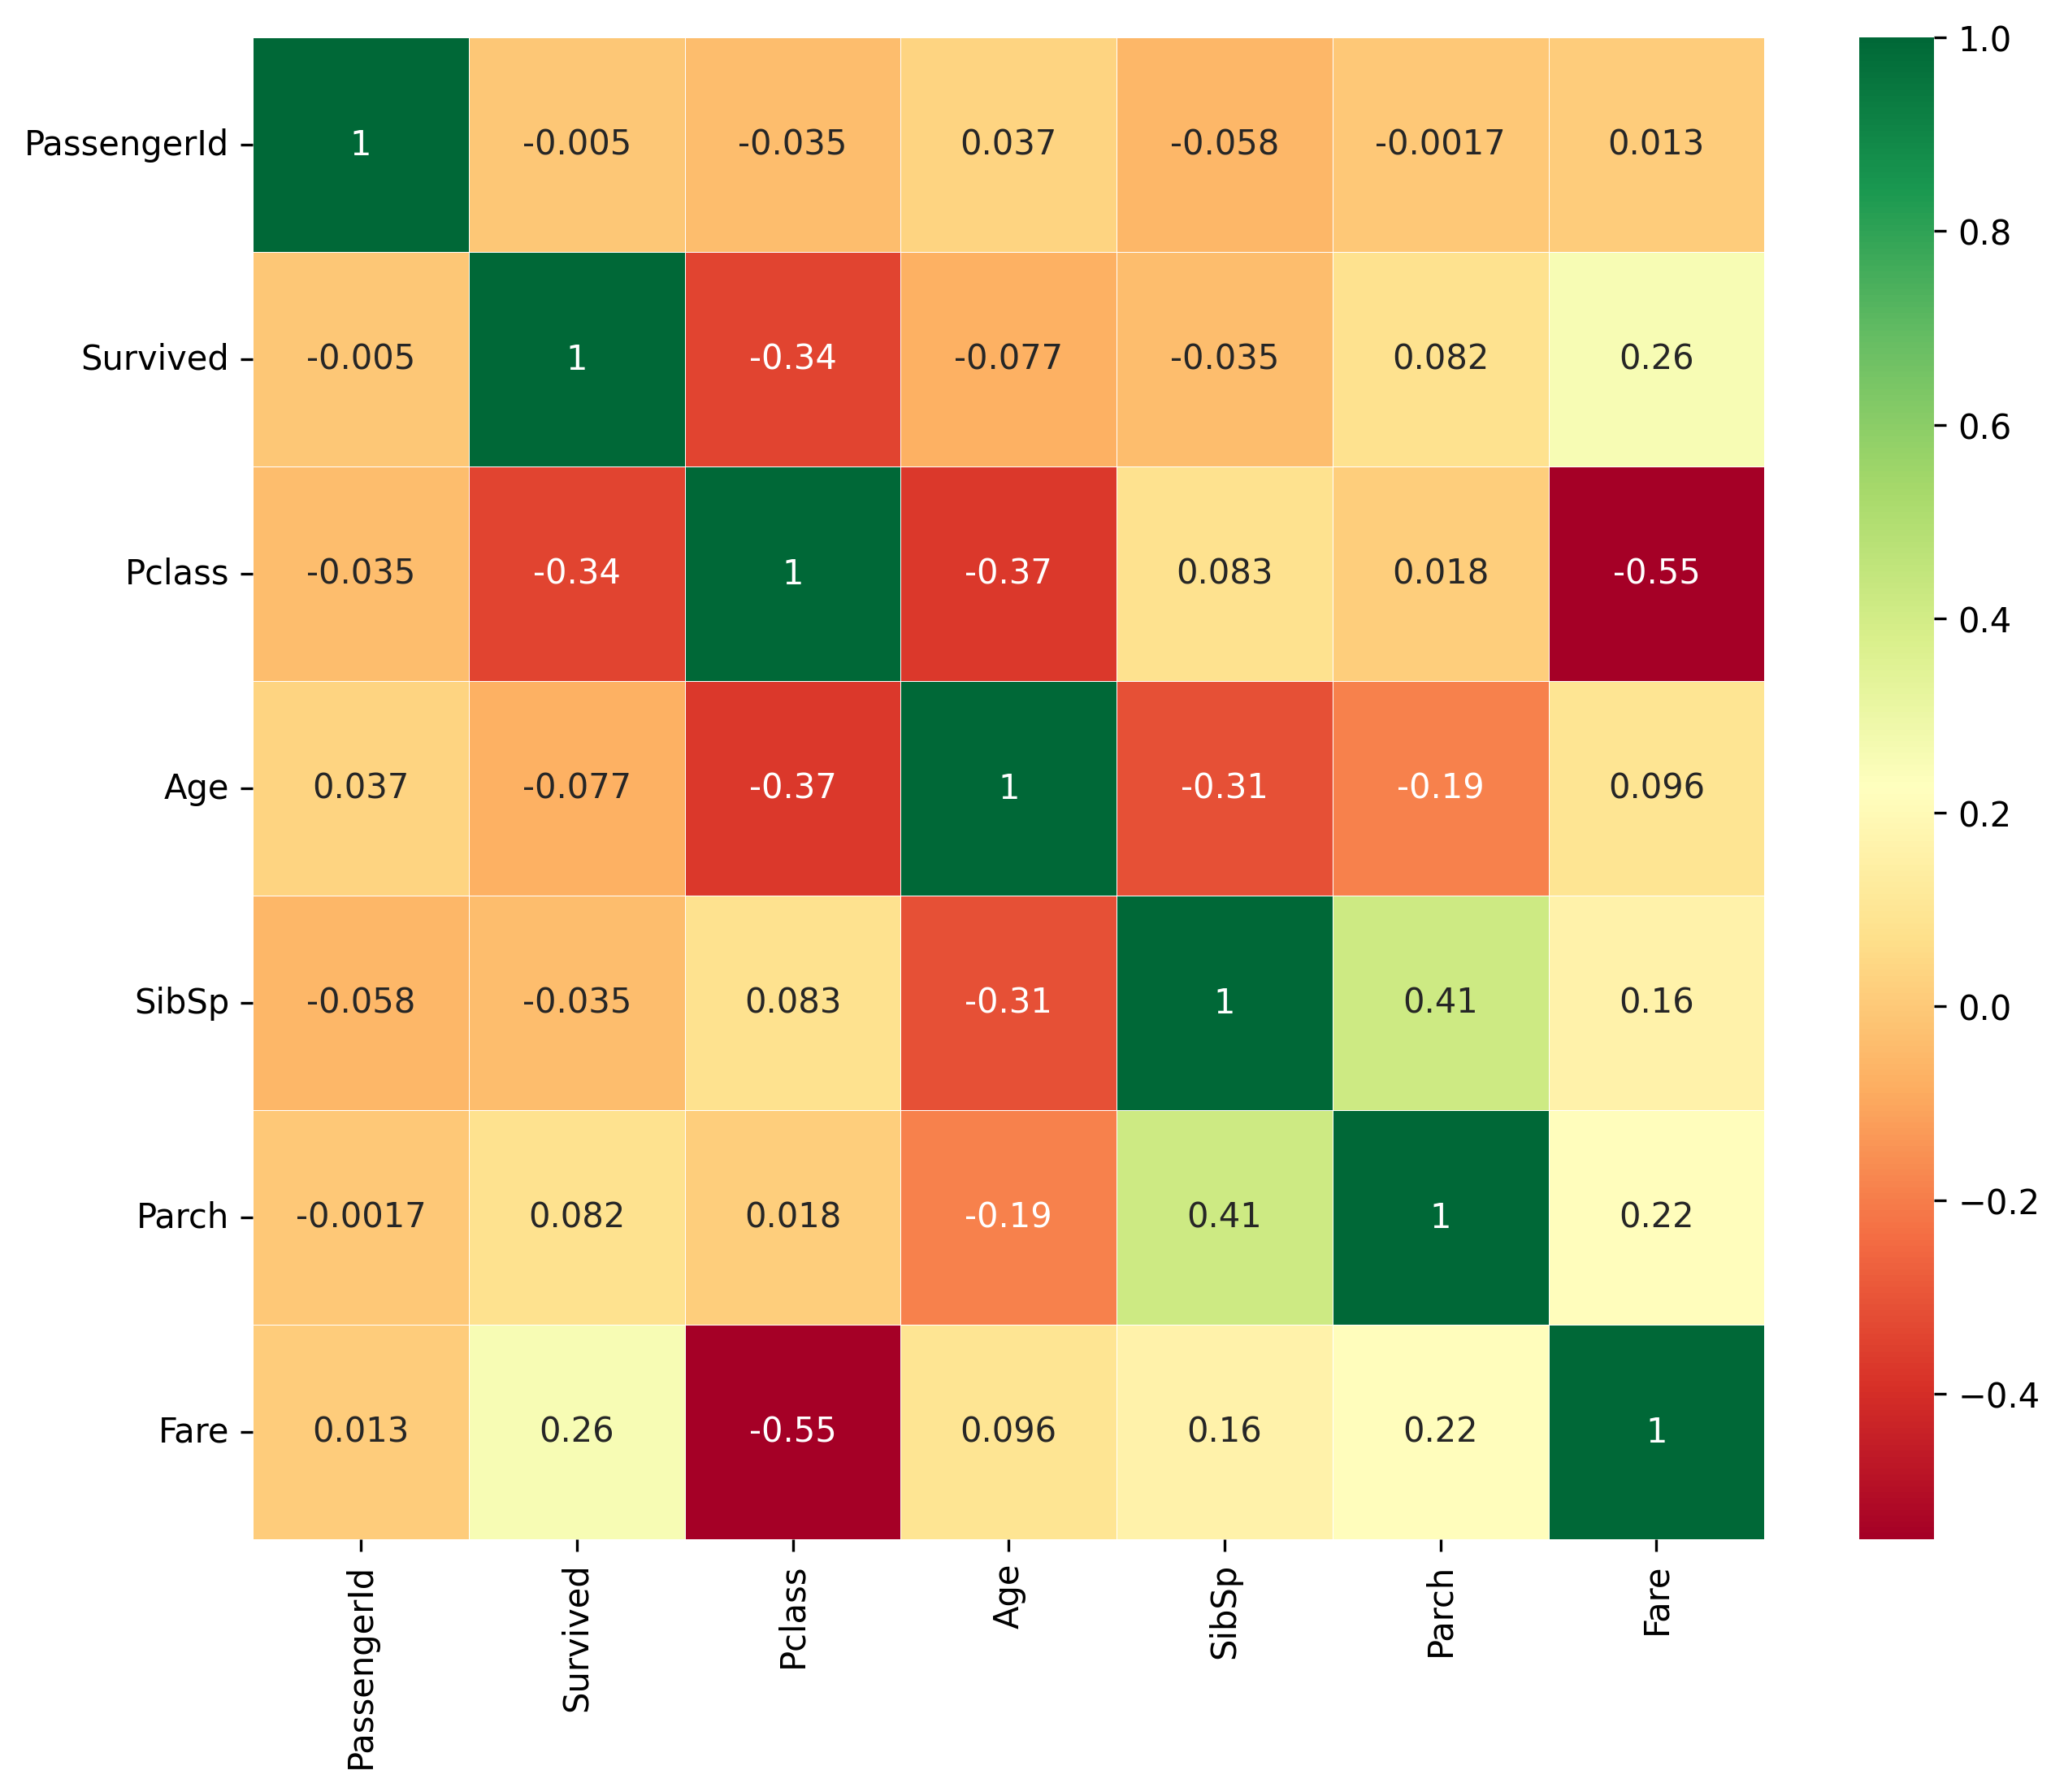 PassengerId 1 -0.005 -0.035 0.037 -0.058 -0.0017 0.013
Survived -0.005 1 -0.34 -0.077 -0.035 0.082 0.26
Pclass -0.035 -0.34 1 -0.37 0.083 0.018 -0.55
Age 0.037 -0.077 -0.37 1 -0.31 -0.19 0.096
SibSp -0.058 -0.035 0.083 -0.31 1 0.41 0.16
Parch -0.0017 0.082 0.018 -0.19 0.41 1 0.22
Fare 0.013 0.26 -0.55 0.096 0.16 0.22 1
PassengerId Survived Pclass Age SibSp Parch Fare
1.0
0.8
0.6
0.4
0.2
0.0
−0.2
−0.4